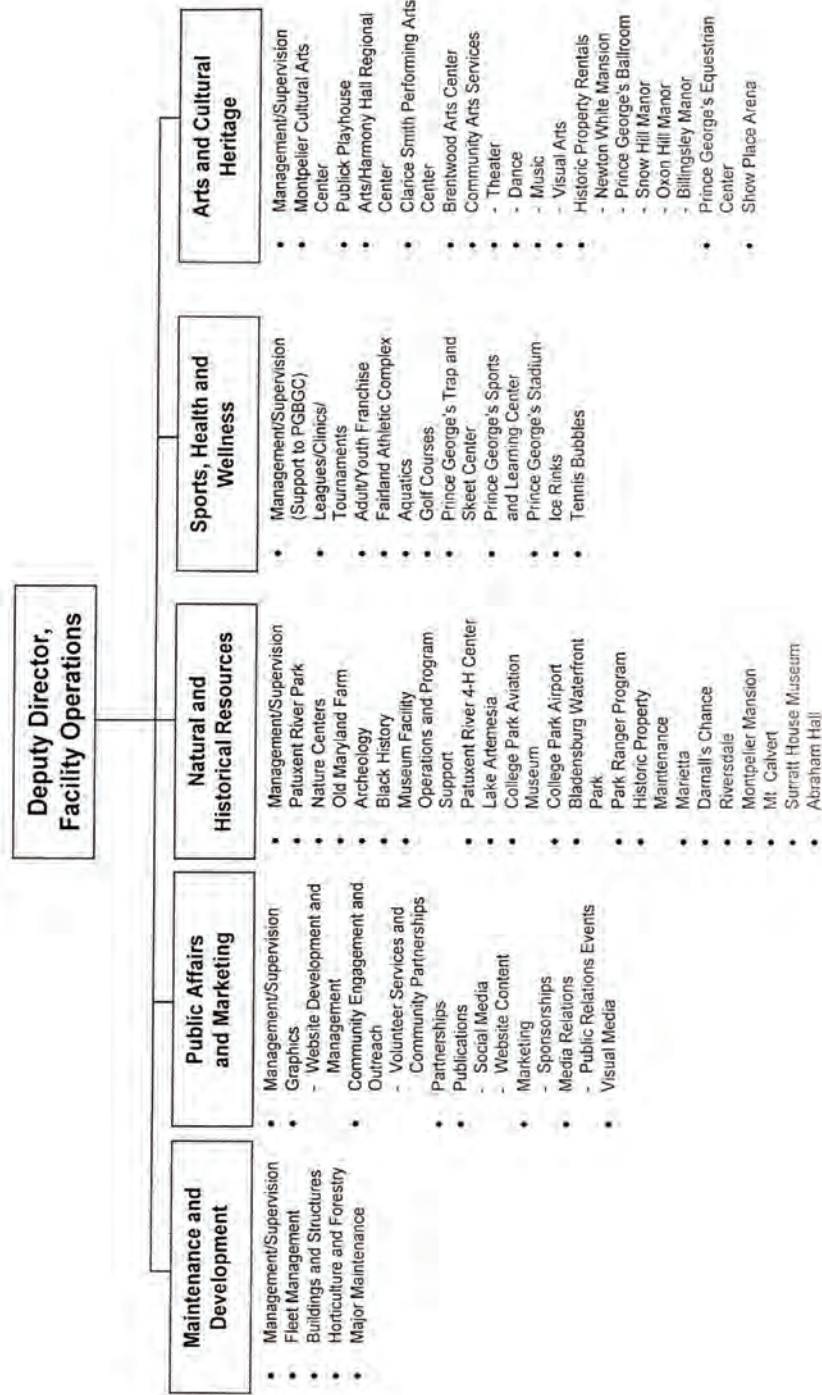 Deputy Director,
Facility Operations
Maintenance and
Development
• Management/Supervision
• Fleet Management
• Buildings and Structures
• Horticulture and Forestry
• Major Maintenance
Public Affairs
and Marketing
• Management/Supervision
• Graphics
- Website Development and
Management
• Community Engagement and
Outreach
- Volunteer Services and
Community Partnerships
• Partnerships
• Publications
- Social Media
- Website Content
• Marketing
- Sponsorships
• Media Relations
- Public Relations Events
• Visual Media
Natural and
Historical Resources
• Management/Supervision
• Patuxent River Park
• Nature Centers
• Old Maryland Farm
• Archeology
• Black History
• Museum Facility
Operations and Program
Support
• Patuxent River 4-H Center
• Lake Artemesia
• College Park Aviation
Museum
• College Park Airport
• Bladensburg Waterfront
Park
• Park Ranger Program
• Historic Property
Maintenance
• Marietta
• Darnall's Chance
• Riversdale
• Montpelier Mansion
• Mt. Calvert
• Surratt House Museum
• Abraham Hall
Sports, Health and
Wellness
• Management/Supervision
(Support to PGBGC)
• Leagues/Clinics/
Tournaments
• Adult/Youth Franchise
• Fairland Athletic Complex
• Aquatics
• Golf Courses
• Prince George's Trap and
Skeet Center
• Prince George's Sports
and Learning Center
• Prince George's Stadium
• Ice Rinks
• Tennis Bubbles
Arts and Cultural
Heritage
• Management/Supervision
• Montpelier Cultural Arts
Center
• Publick Playhouse
• Arts/Harmony Hall Regional
Center
• Clarice Smith Performing Arts
Center
• Brentwood Arts Center
• Community Arts Services
• - Theater
• - Dance
• - Music
• - Visual Arts
• Historic Property Rentals
- Newton White Mansion
- Prince George's Ballroom
- Snow Hill Manor
- Oxon Hill Manor
- Billingsley Manor
• Prince George's Equestrian
Center
• Show Place Arena